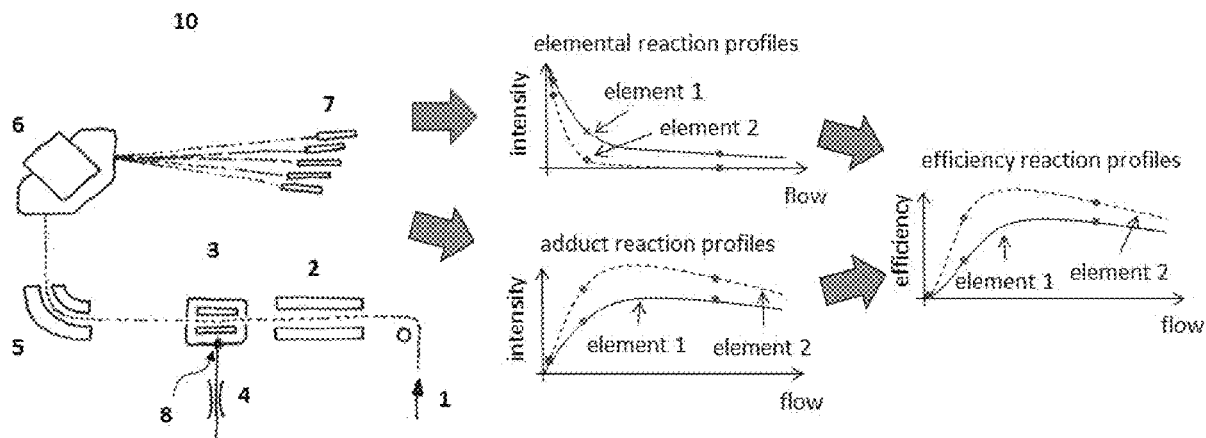 10
6
7
3
2
5
8
4
1
elemental reaction profiles
intensity
element 1
element 2
flow
adduct reaction profiles
intensity
element 1
element 2
flow
efficiency reaction profiles
efficiency
element 1
element 2
flow